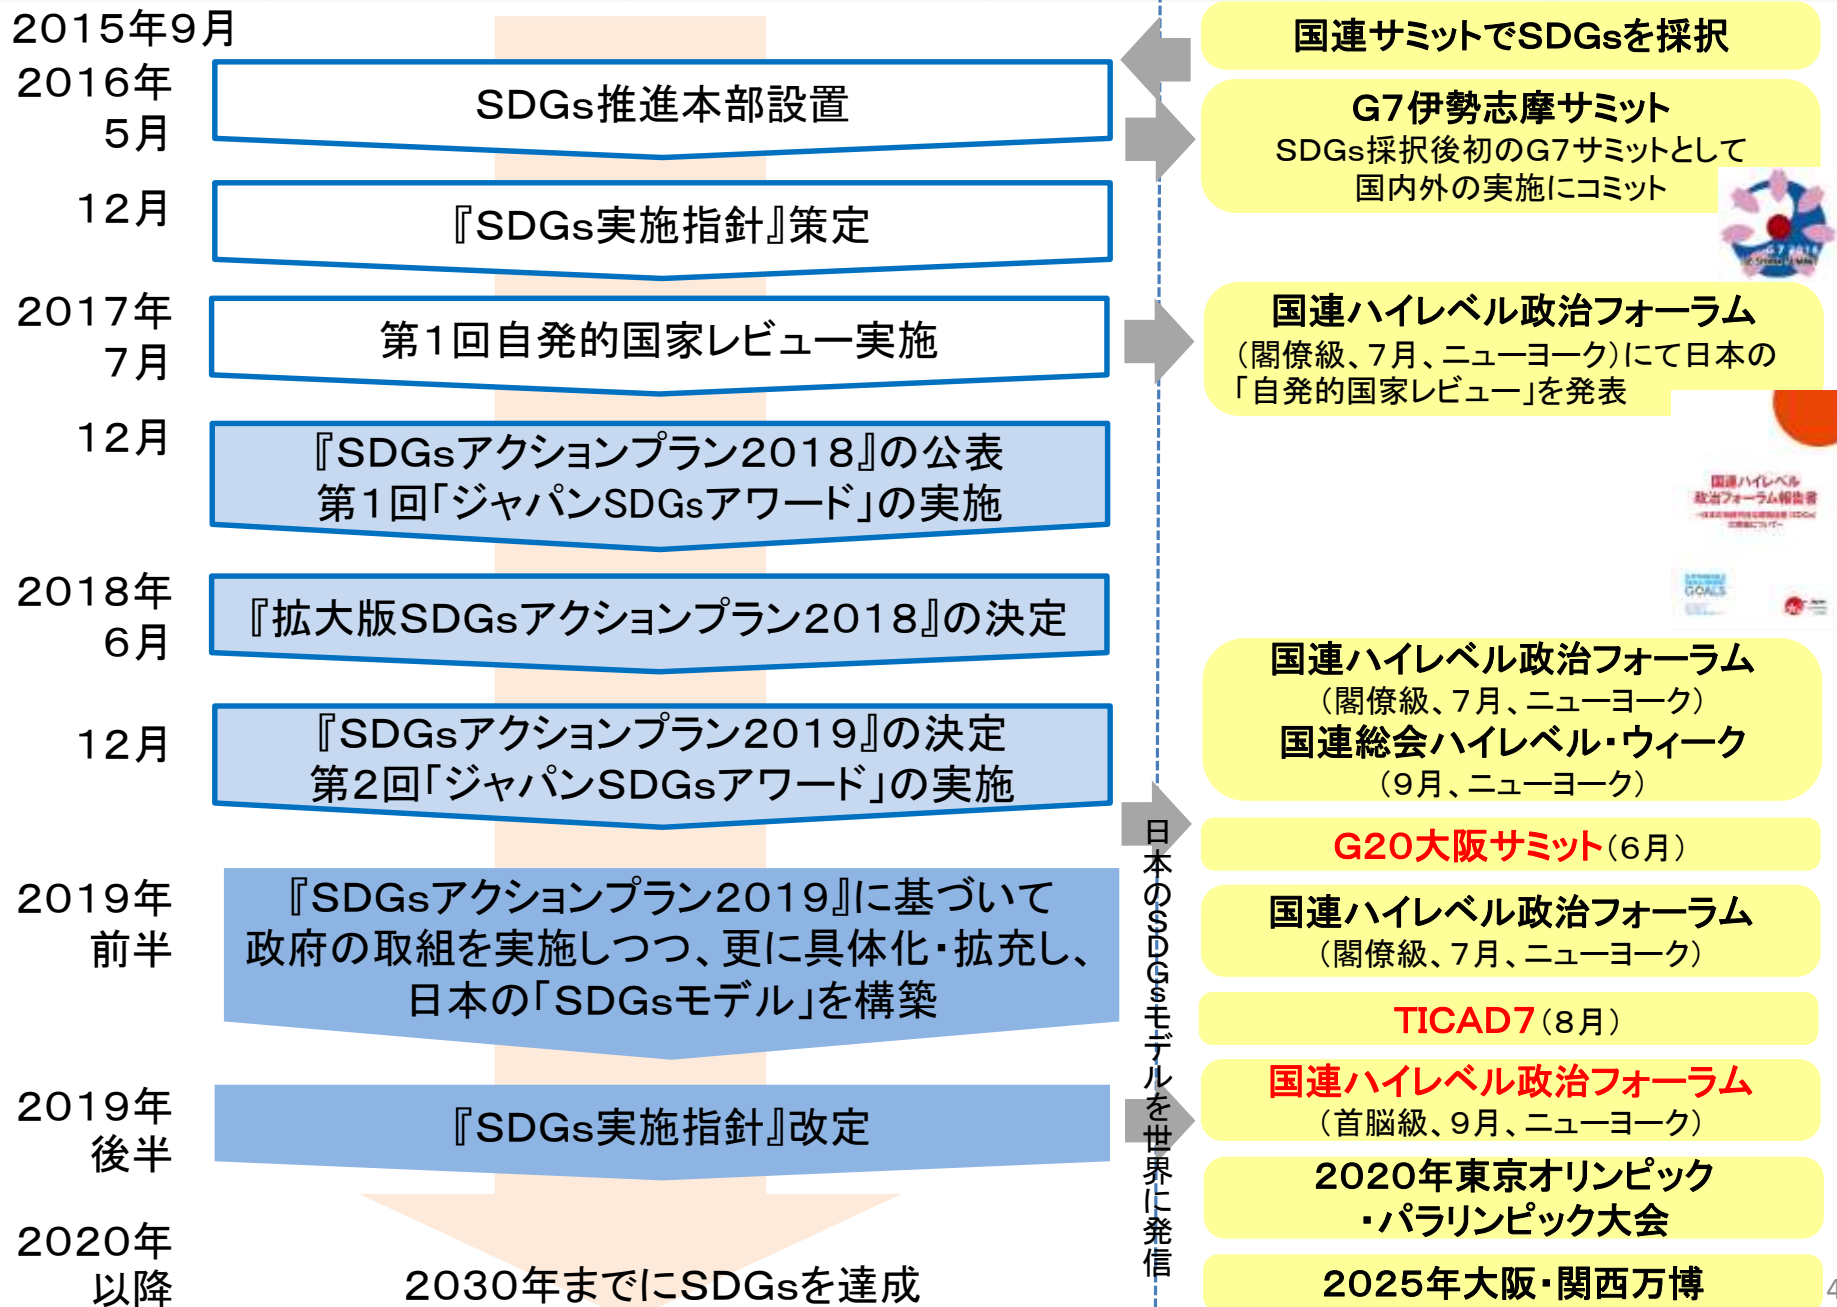 2015年9月
国連サミットでSDGsを採択
2016年
5月
SDGs推進本部設置
G7伊勢志摩サミット
SDGs採択後初のG7サミットとして
国内外の実施にコミット
12月
『SDGs実施指針』策定
2017年
7月
第1回自発的国家レビュー実施
国連ハイレベル政治フォーラム
（閣僚級、7月、ニューヨーク）にて日本の
「自発的国家レビュー」を発表
12月
『SDGsアクションプラン2018』の公表
第1回「ジャパンSDGsアワード」の実施
国連ハイレベル
政治フォーラム報告書
GOALS
2018年
6月
『拡大版SDGsアクションプラン2018』の決定
国連ハイレベル政治フォーラム
（閣僚級、7月、ニューヨーク）
国連総会ハイレベル・ウィーク
（9月、ニューヨーク）
12月
『SDGsアクションプラン2019』の決定
第2回「ジャパンSDGsアワード」の実施
日本のSDGsモデルを世界に発信
G20大阪サミット（6月）
2019年
前半
『SDGsアクションプラン2019』に基づいて
政府の取組を実施しつつ、更に具体化・拡充し、
日本の「SDGsモデル」を構築
国連ハイレベル政治フォーラム
（閣僚級、7月、ニューヨーク）
TICAD7（8月）
2019年
後半
『SDGs実施指針』改定
国連ハイレベル政治フォーラム
（首脳級、9月、ニューヨーク）
2020年東京オリンピック
・パラリンピック大会
2020年
以降
2030年までにSDGsを達成
2025年大阪・関西万博
4